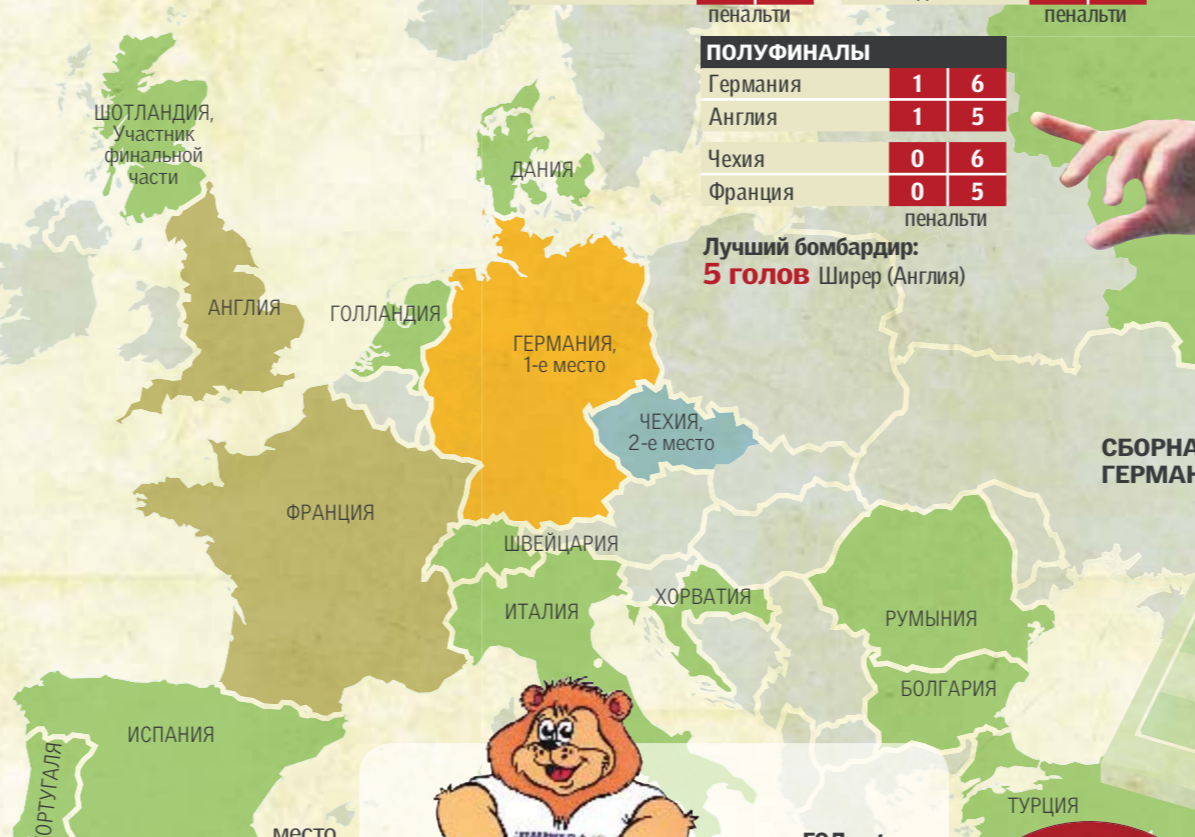 пенальти
пенальти
ПОЛУФИНАЛЫ
Германия 1 6
Англия 1 5
Чехия 0 6
Франция 0 5
пенальти
Лучший бомбардир:
5 голов Ширер (Англия)
ШОТЛАНДИЯ,
Участник
финальной
части
ДАНИЯ
АНГЛИЯ
ГОЛЛАНДИЯ
ГЕРМАНИЯ,
1-е место
ЧЕХИЯ,
2-е место
СБОРНА
ГЕРМАН
ФРАНЦИЯ
ШВЕЙЦАРИЯ
ИТАЛИЯ
ХОРВАТИЯ
РУМЫНИЯ
БОЛГАРИЯ
ИСПАНИЯ
ОРТУГАЛЯ
ТУРЦИЯ
место